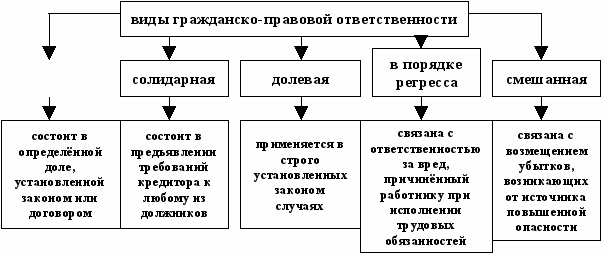 виды гражданско-правовой ответственности
солидарная
долевая
в порядке
регресса
смешанная
состоит в
определённой
доле,
установленной
законом или
договором
состоит в
предьявлении
требований
кредитора к
любому из
должников
применяется в
строго
установленных
законом
случаях
связана с
ответственностью
за вред,
причинённый
работнику при
исполнении
трудовых
обязанностей
связана с
возмещением
убытков,
возникающих
от источника
повышенной
опасности